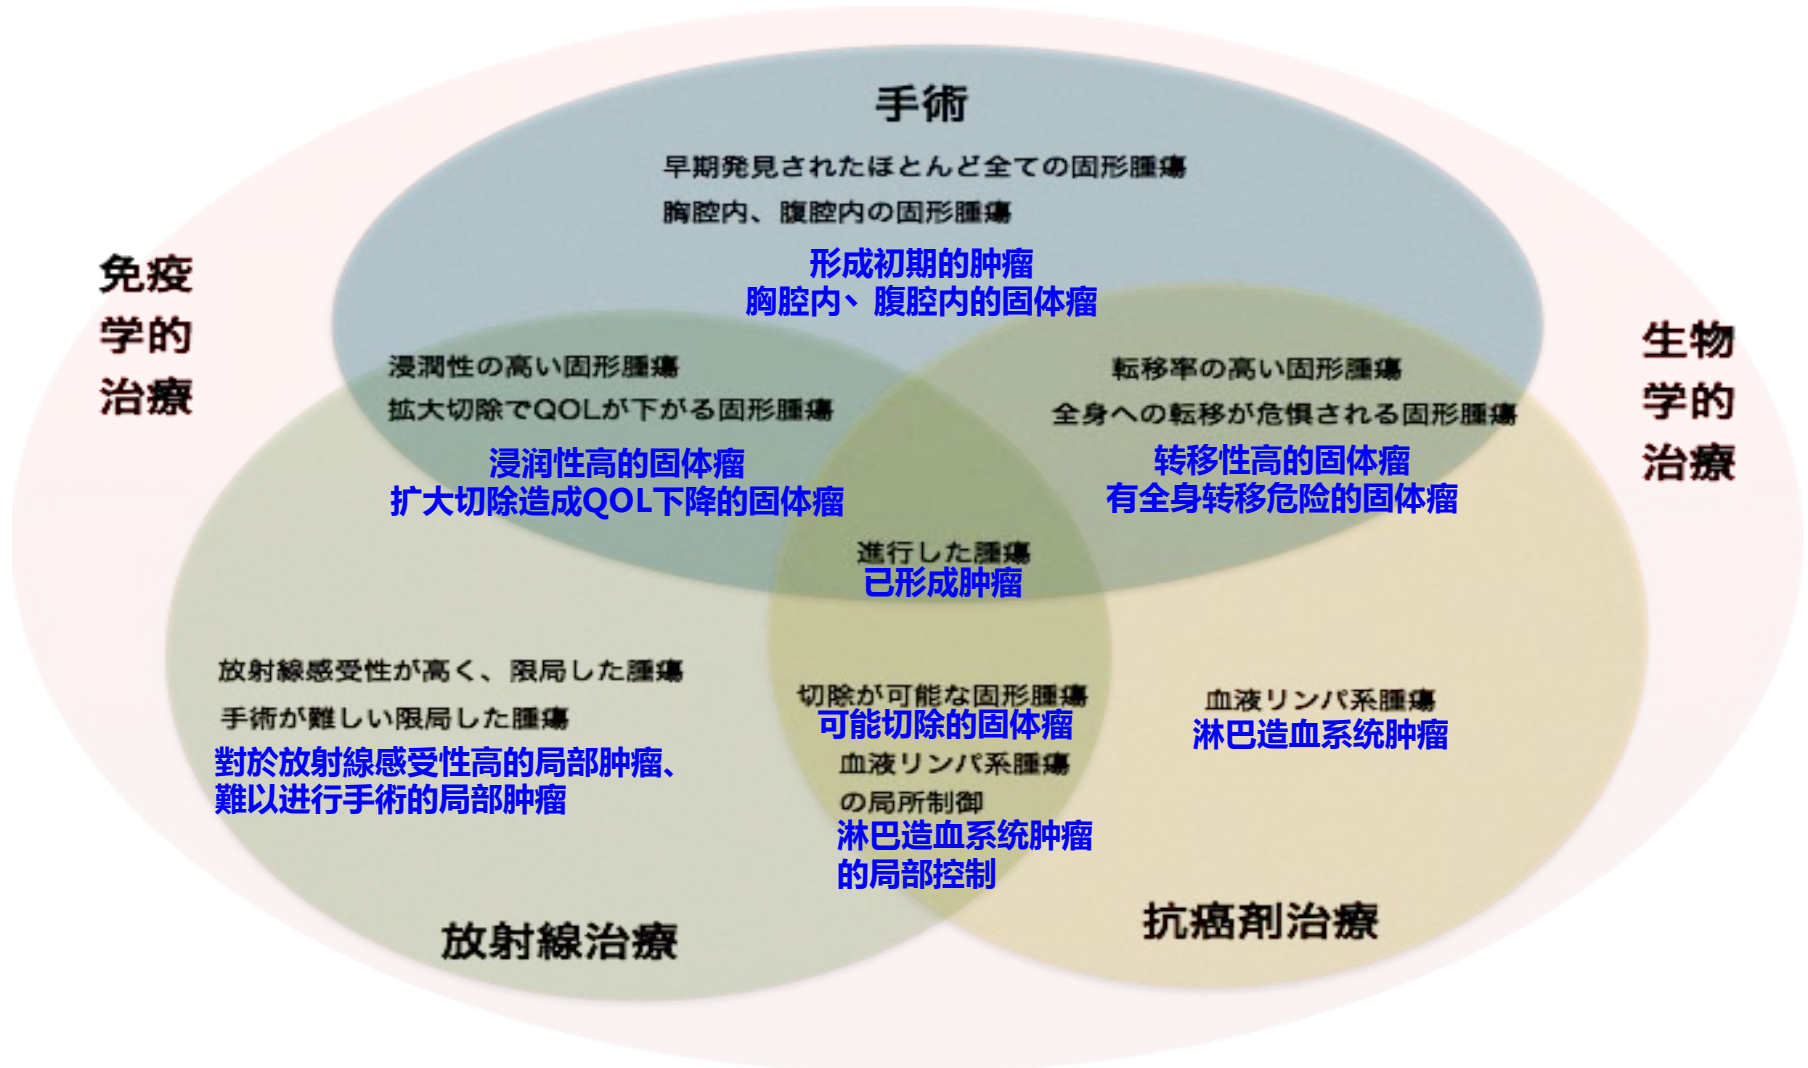 手術
早期発見されたほとんど全ての固形腫瘍
胸腔内、腹腔内の固形腫瘍
形成初期的肿瘤
胸腔内、腹腔内的固体瘤
免疫
学的
治療
生物
学的
治療
浸潤性の高い固形腫瘍
拡大切除でQOLが下がる固形腫瘍
浸润性高的固体瘤
扩大切除造成QOL下降的固体瘤
転移率の高い固形腫瘍
全身への転移が危惧される固形腫瘍
转移性高的固体瘤
有全身转移危险的固体瘤
進行した腫瘍
已形成肿瘤
放射線感受性が高く、限局した腫瘍
手術が難しい限局した腫瘍
對於放射線感受性高的局部肿瘤、
難以进行手術的局部肿瘤
切除が可能な固形腫瘍
可能切除的固体瘤
血液リンパ系腫瘍
の局所制御
淋巴造血系统肿瘤
的局部控制
血液リンパ系腫瘍
淋巴造血系统肿瘤
放射線治療
抗癌剤治療